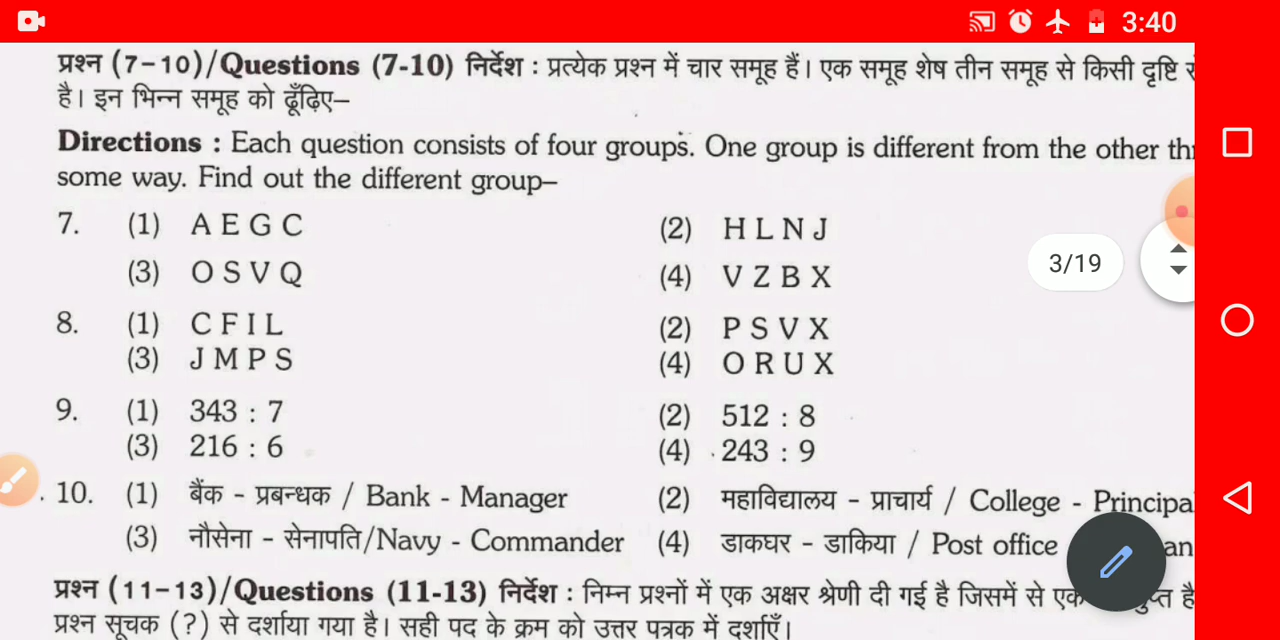 3:40
प्रश्न (7-10)/Questions (7-10) निर्देश : प्रत्येक प्रश्न में चार समूह हैं। एक समूह शेष तीन समूह से किसी दृष्टि
है। इन भिन्न समूह को ढूँढ़िए–
Directions : Each question consists of four groups. One group is different from the other
some way. Find out the different group–
7. (1) A E G C (2) H L N J
(3) O S V Q (4) V Z B X
3/19
8. (1) C F I L (2) P S V X
(3) J M P S (4) O R U X
9. (1) 343 : 7 (2) 512 : 8
(3) 216 : 6 (4) 243 : 9
10. (1) बैंक - प्रबन्धक / Bank - Manager (2) महाविद्यालय - प्राचार्य / College - Principa
(3) नौसेना - सेनापति/Navy - Commander (4) डाकघर - डाकिया / Post office
प्रश्न (11-13)/Questions (11-13) निर्देश : निम्न प्रश्नों में एक अक्षर श्रेणी दी गई है जिसमें से एक है
प्रश्न सूचक (?) से दर्शाया गया है। सही पद के क्रम को उत्तर पत्रक में दर्शाएँ।